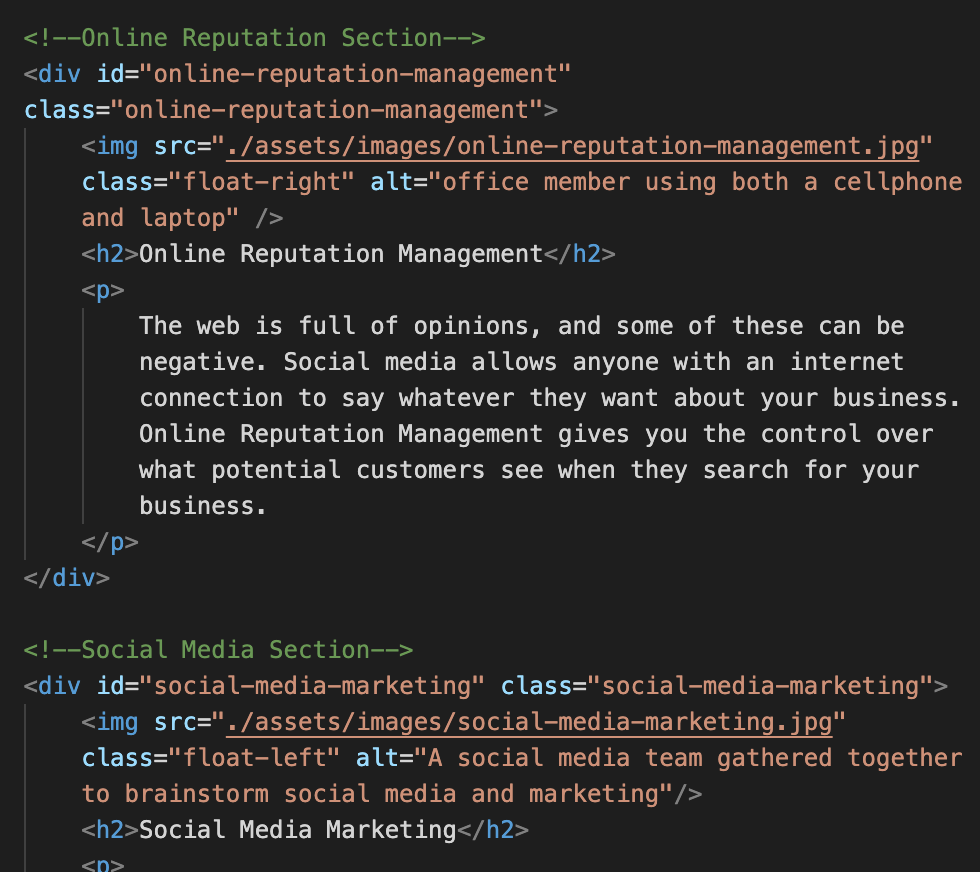 <!--Online Reputation Section-->
<div id="online-reputation-management"
class="online-reputation-management">
<img src="./assets/images/online-reputation-management.jpg"
class="float-right" alt="office member using both a cellphone
and laptop" />
<h2>Online Reputation Management</h2>
<p>
The web is full of opinions, and some of these can be
negative. Social media allows anyone with an internet
connection to say whatever they want about your business.
Online Reputation Management gives you the control over
what potential customers see when they search for your
business.
</p>
</div>
<!--Social Media Section-->
<div id="social-media-marketing" class="social-media-marketing">
<img src="./assets/images/social-media-marketing.jpg"
class="float-left" alt="A social media team gathered together
to brainstorm social media and marketing"/>
<h2>Social Media Marketing</h2>
<p>